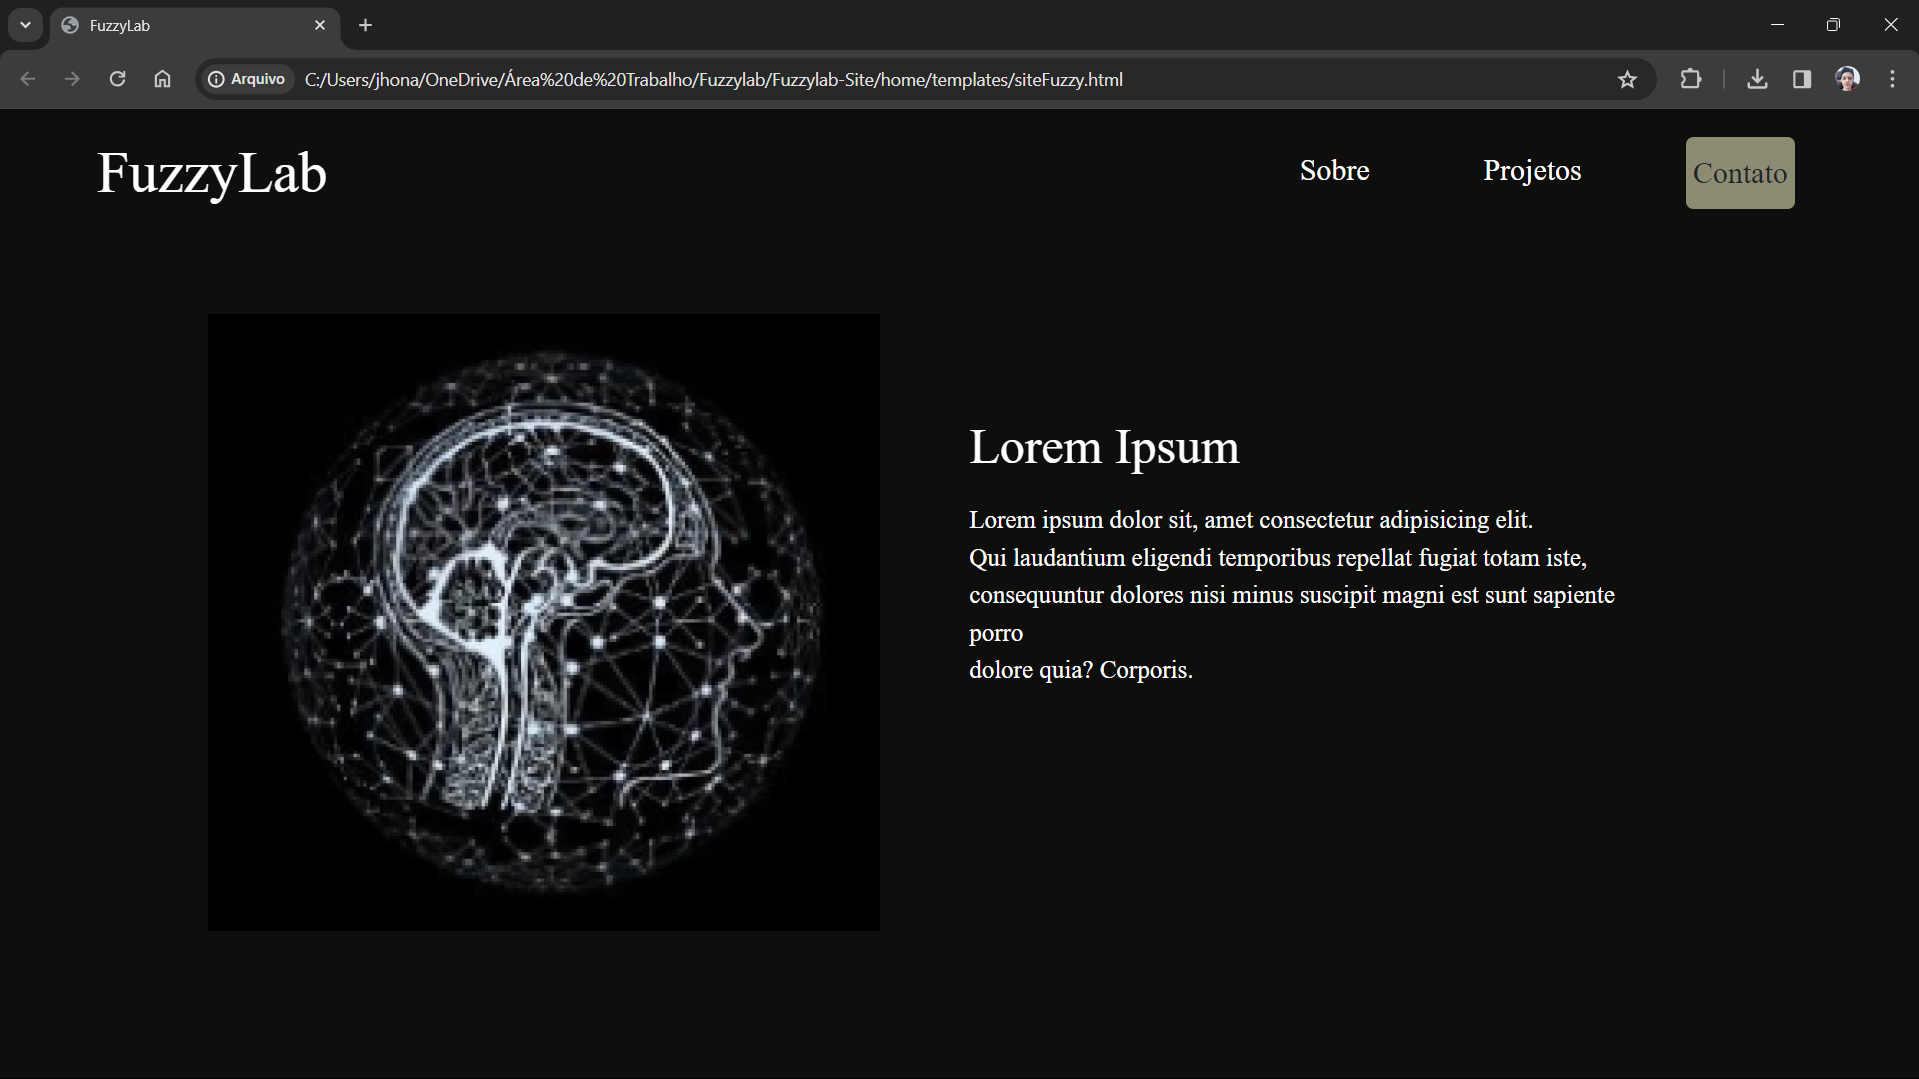 FuzzyLab
Arquivo C:/Users/jhona/OneDrive/Área%20de%20Trabalho/Fuzzylab/Fuzzylab-Site/home/templates/siteFuzzy.html
FuzzyLab Sobre Projetos Contato
Lorem Ipsum
Lorem ipsum dolor sit, amet consectetur adipisicing elit.
Qui laudantium eligendi temporibus repellat fugiat totam iste,
consequuntur dolores nisi minus suscipit magni est sunt sapiente
porro
dolore quia? Corporis.